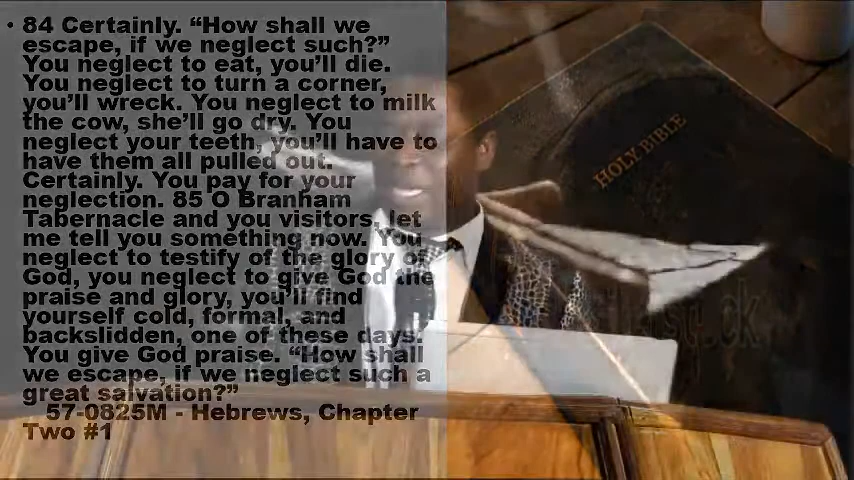 • 84 Certainly. “How shall we
escape, if we neglect such?”
You neglect to eat, you’ll die.
You neglect to turn a corner,
you’ll wreck. You neglect to milk
the cow, she’ll go dry. You
neglect your teeth, you’ll have to
have them all pulled out.
Certainly. You pay for your
neglection. 85 O Branham
Tabernacle and you visitors, let
me tell you something now. You
neglect to testify of the glory of
God, you neglect to give God the
praise and glory, you’ll find
yourself cold, formal, and
backslidden, one of these days.
You give God praise. “How shall
we escape, if we neglect such a
great salvation?”
57-0825M - Hebrews, Chapter
Two #1
HOLY BIBLE